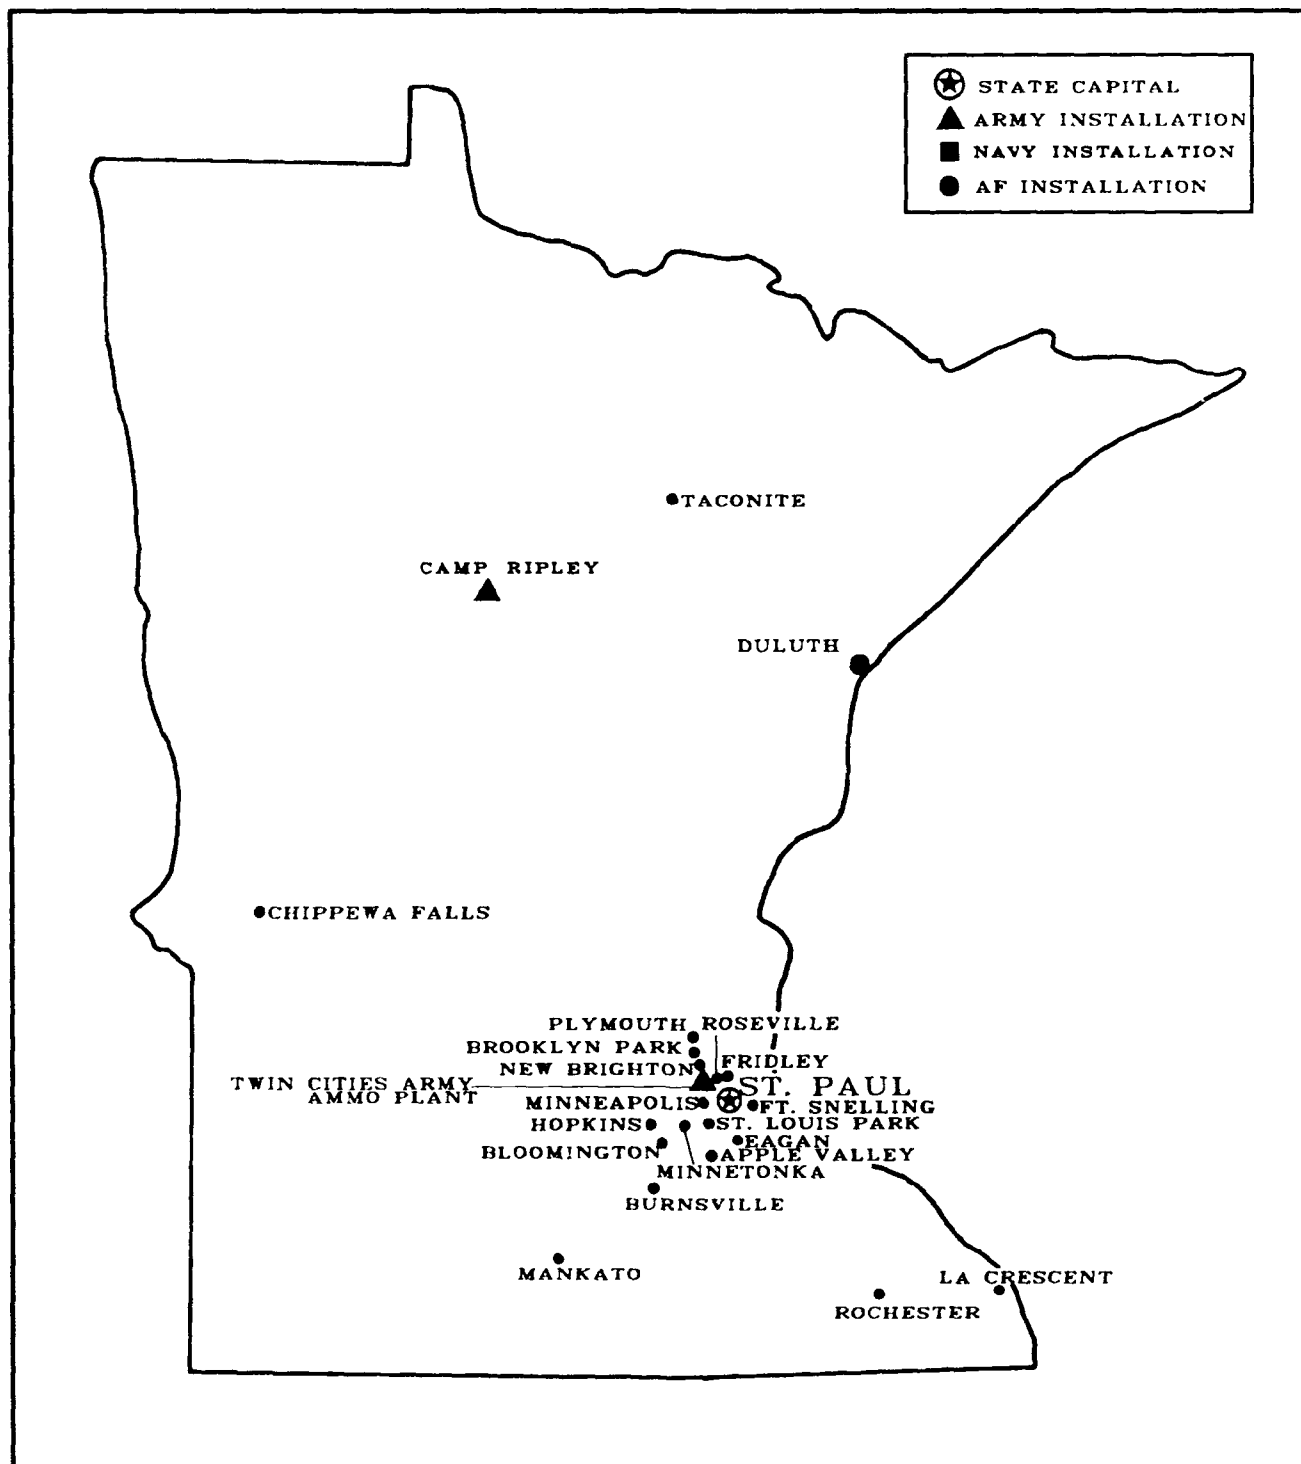 STATE CAPITAL
ARMY INSTALLATION
NAVY INSTALLATION
AF INSTALLATION
TACONITE
CAMP RIPLEY
DULUTH
CHIPPEWA FALLS
PLYMOUTH
ROSEVILLE
BROOKLYN PARK
FRIDLEY
NEW BRIGHTON
TWIN CITIES ARMY
AMMO PLANT
ST. PAUL
MINNEAPOLIS
FT. SNELLING
HOPKINS
ST. LOUIS PARK
EAGAN
BLOOMINGTON
APPLE VALLEY
MINNETONKA
BURNSVILLE
MANKATO
LA CRESCENT
ROCHESTER